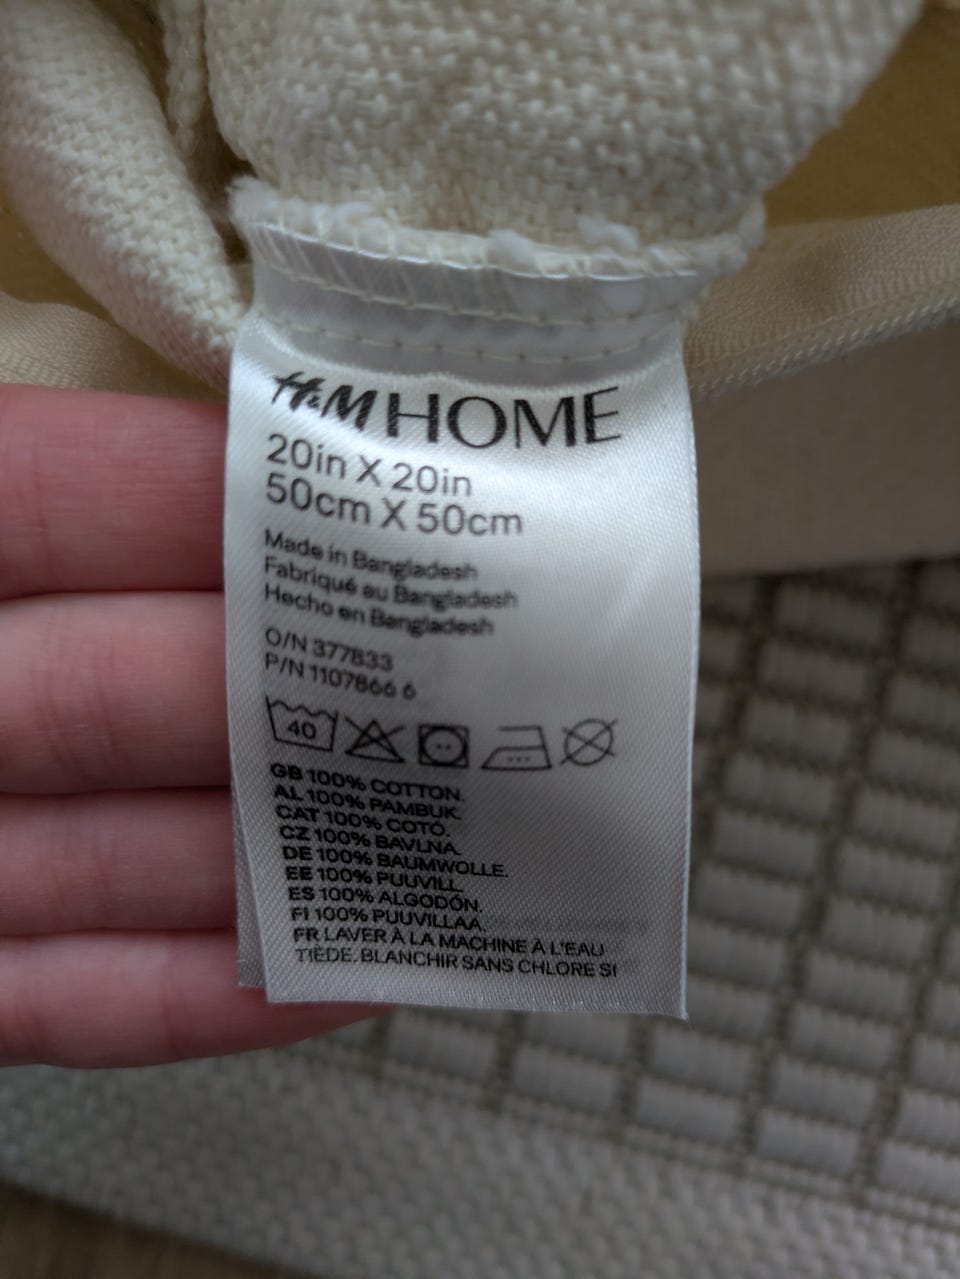 H&M HOME
20in X 20in
50cm X 50cm
Made in Bangladesh
Fabriqué au Bangladesh
Hecho en Bangladesh
O/N 377833
P/N 1107866 6
40
GB 100% COTTON.
AL 100% PAMBUK.
CAT 100% COTÓ.
CZ 100% BAVLNA.
DE 100% BAUMWOLLE.
EE 100% PUUVILL.
ES 100% ALGODÓN.
FI 100% PUUVILLAA.
FR LAVER À LA MACHINE À L'EAU
TIÈDE. BLANCHIR SANS CHLORE SI